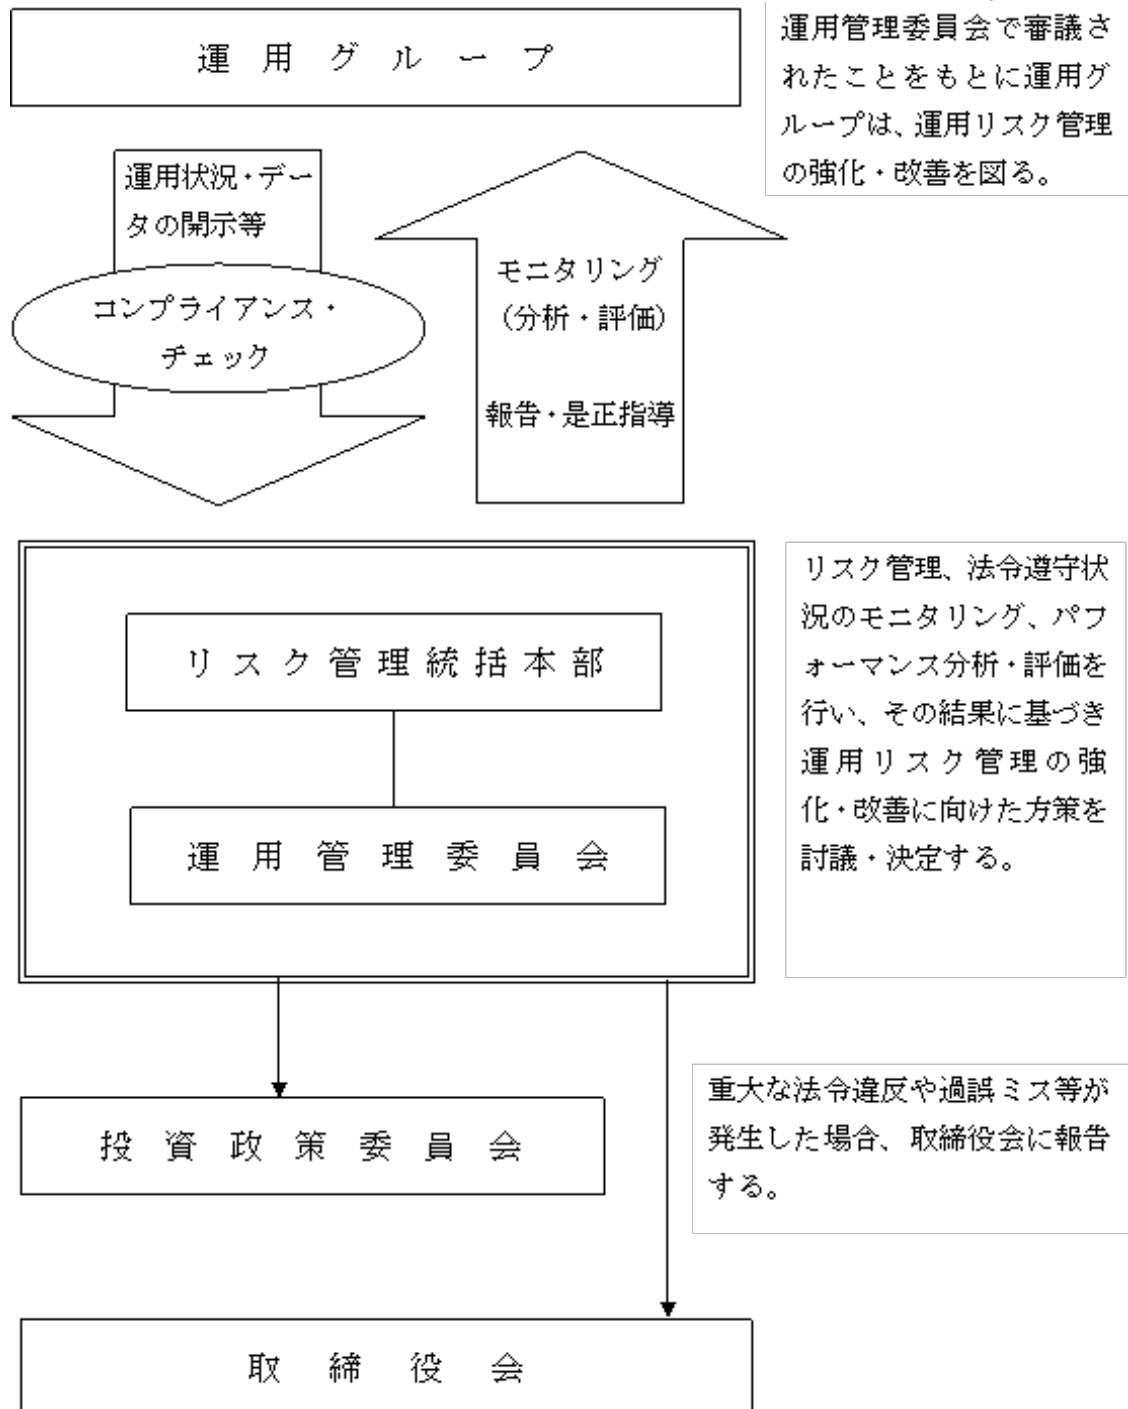 運用グループ
運用管理委員会で審議さ
れたことをもとに運用グ
ループは、運用リスク管理
の強化・改善を図る。
運用状況・デー
タの開示等
コンプライアンス・
チェック
モニタリング
（分析・評価）
報告・是正指導
リスク管理統括本部
運用管理委員会
リスク管理、法令遵守状
況のモニタリング、パフ
ォーマンス分析・評価を
行い、その結果に基づき
運用リスク管理の強
化・改善に向けた方策を
討議・決定する。
投資政策委員会
重大な法令違反や過誤ミス等が
発生した場合、取締役会に報告
する。
取締役会